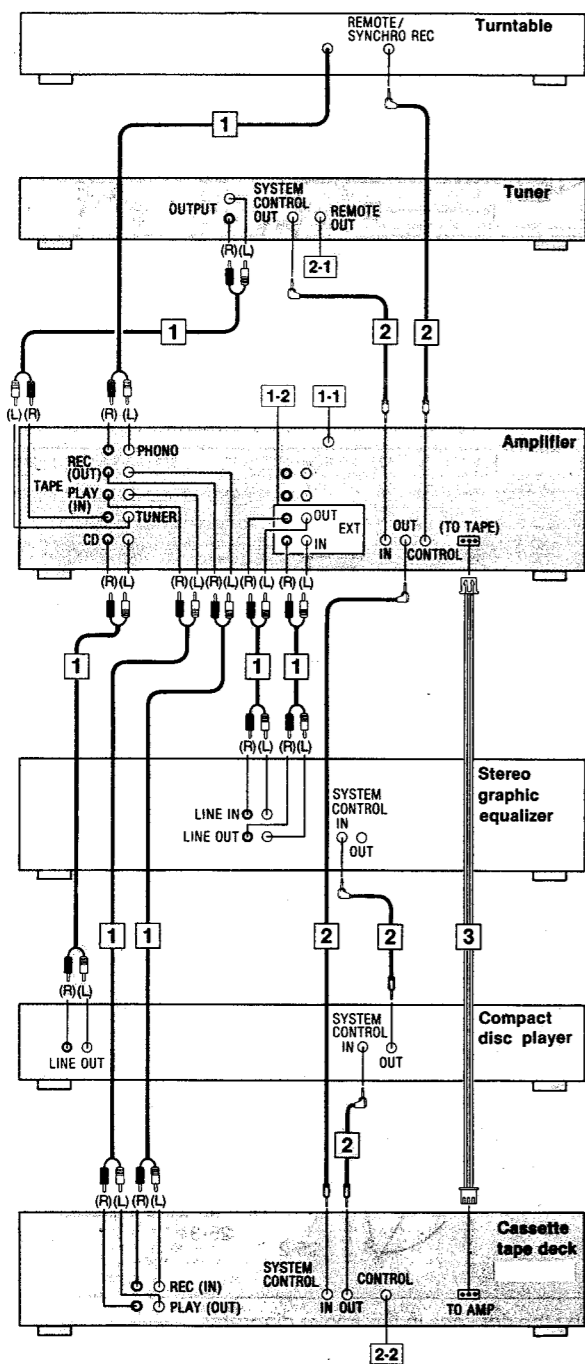 REMOTE/
SYNCHRO REC
Turntable
1
Tuner
OUTPUT
SYSTEM
CONTROL
OUT
REMOTE
OUT
(R)(L)
2-1
1
2
2
(L)(R)
(R)(L)
1-2
1-1
Amplifier
PHONO
REC
(OUT)
TAPE
PLAY
(IN)
TUNER
CD
OUT
EXT
IN
IN
OUT
CONTROL
(TO TAPE)
(R)(L)
(R)(L)
(R)(L)
(R)(L)
(R)(L)
1
1
1
(R)(L)
(R)(L)
Stereo
graphic
equalizer
LINE IN
LINE OUT
SYSTEM
CONTROL
IN
OUT
1
1
2
2
3
(R)(L)
Compact
disc player
LINE OUT
SYSTEM
CONTROL
IN
OUT
2
(R)(L)
(R)(L)
Cassette
tape deck
REC (IN)
PLAY (OUT)
SYSTEM
CONTROL
IN OUT
CONTROL
TO AMP
2-2